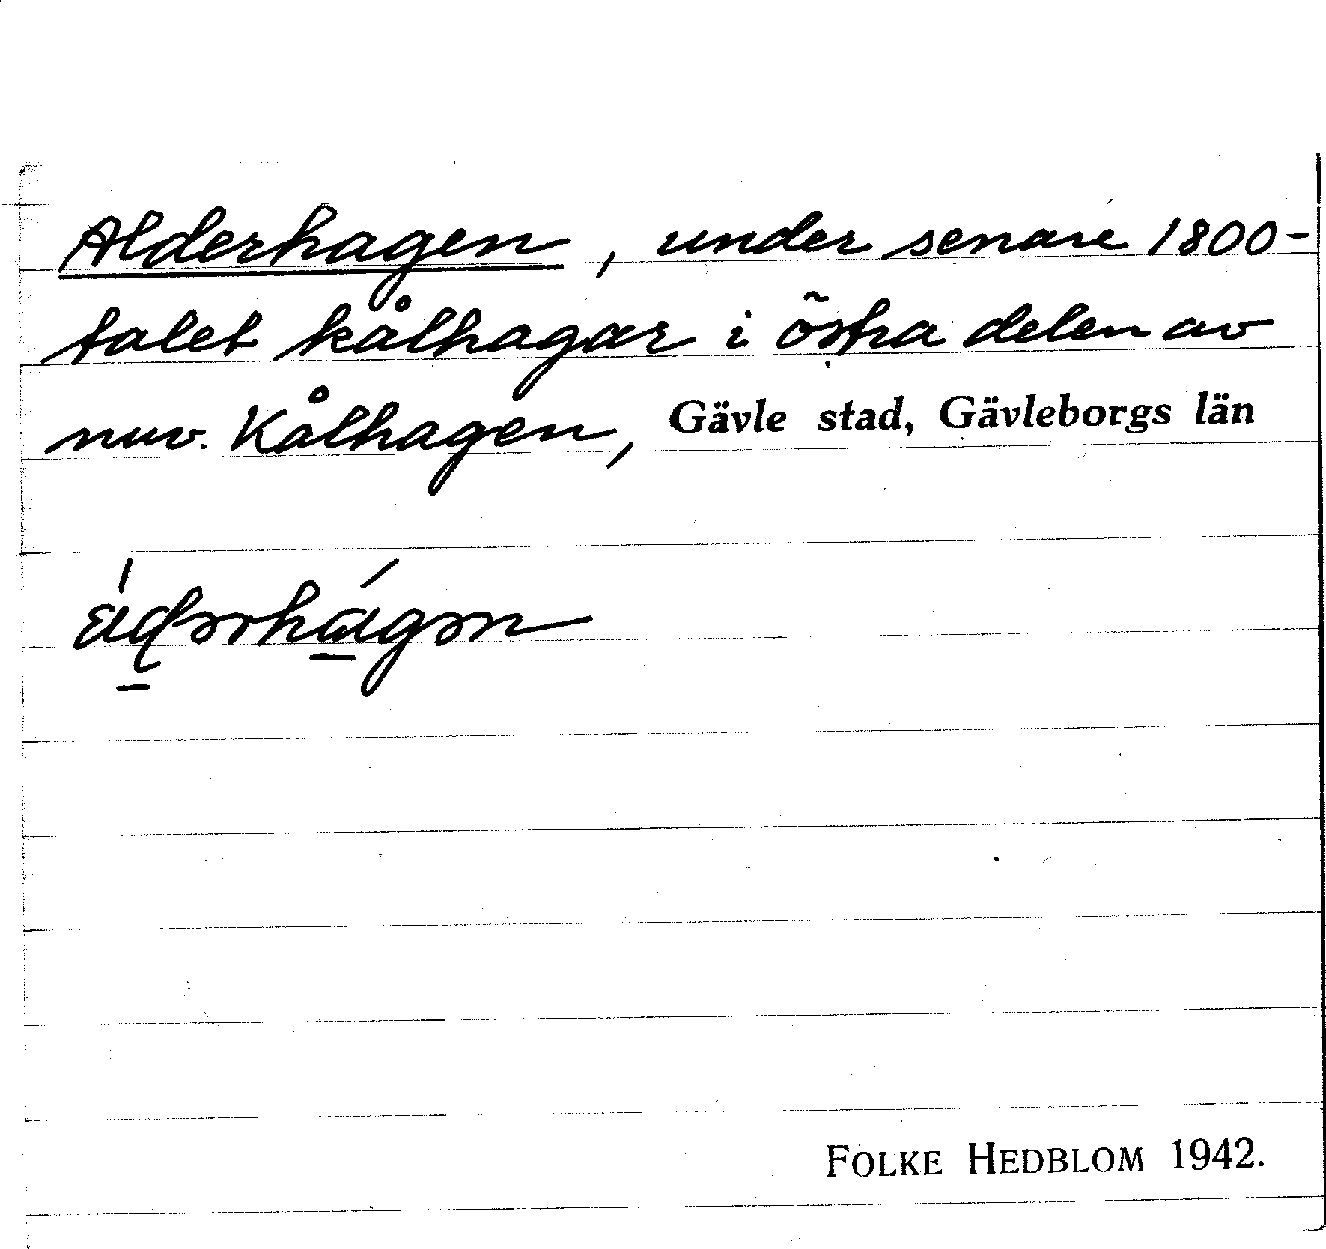 Alderhagen, under senare 1800-
talet kålhagar i östra delen av
nuv. Kålhagen, Gävle stad, Gävleborgs län
FOLKE HEDBLOM 1942.